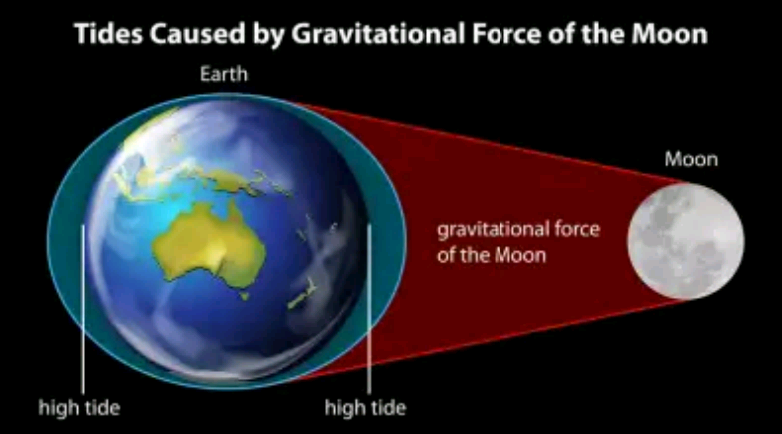 Tides Caused by Gravitational Force of the Moon
Earth
Moon
gravitational force
of the Moon
high tide
high tide